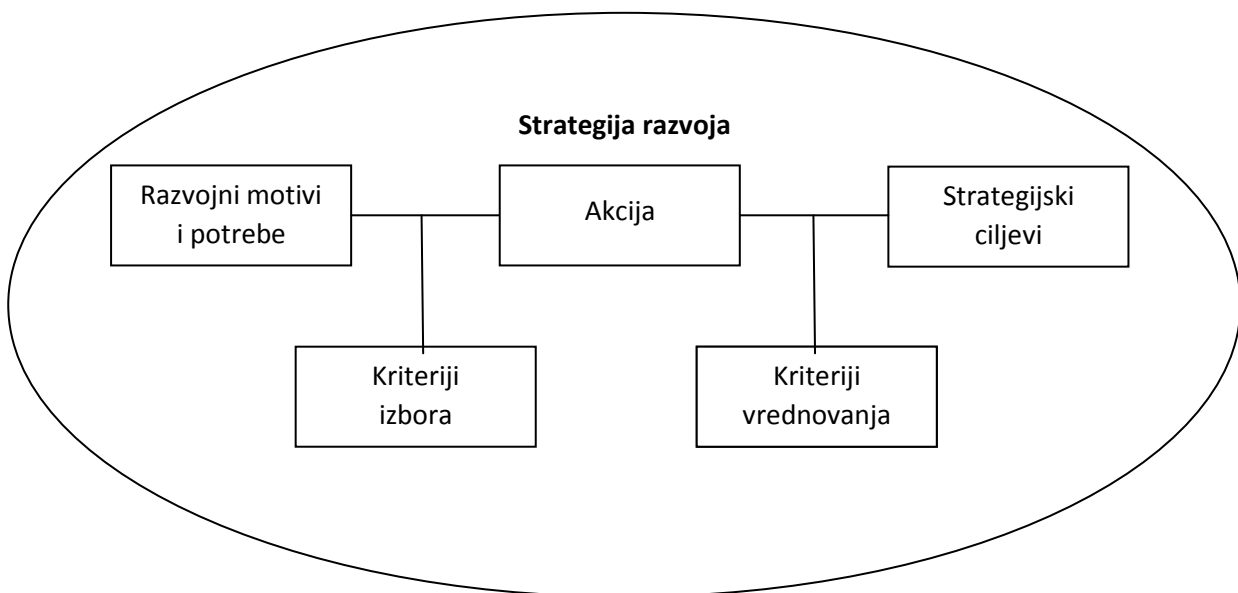 Strategija razvoja
Razvojni motivi
i potrebe
Akcija
Strategijski
ciljevi
Kriteriji
izbora
Kriteriji
vrednovanja